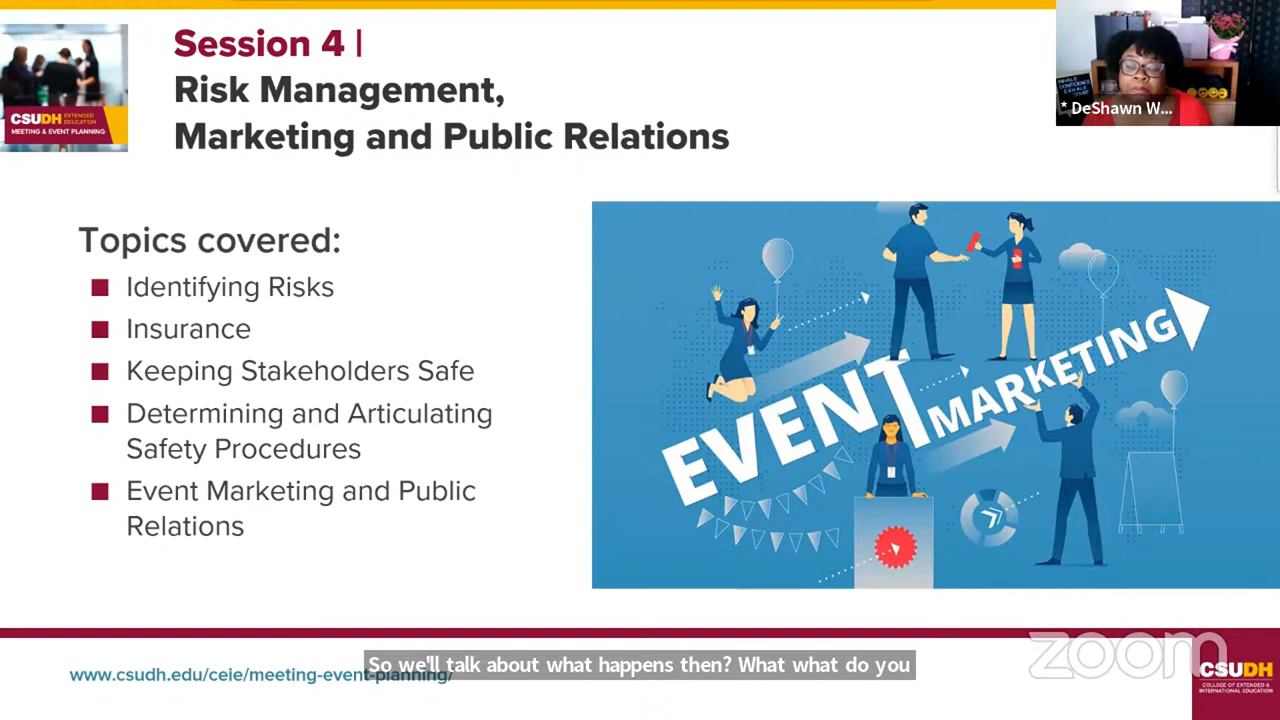 Session 4 |
Risk Management,
Marketing and Public Relations
CSUDH EXTENDED
EDUCATION
MEETING & EVENT PLANNING
* DeShawn W...
Topics covered:
Identifying Risks
Insurance
Keeping Stakeholders Safe
Determining and Articulating
Safety Procedures
Event Marketing and Public
Relations
EVENT MARKETING
So we'll talk about what happens then? What what do you
www.csudh.edu/ceie/meeting-event-planning/
zoom
CSUDH
COLLEGE OF EXTENDED &
INTERNATIONAL EDUCATION